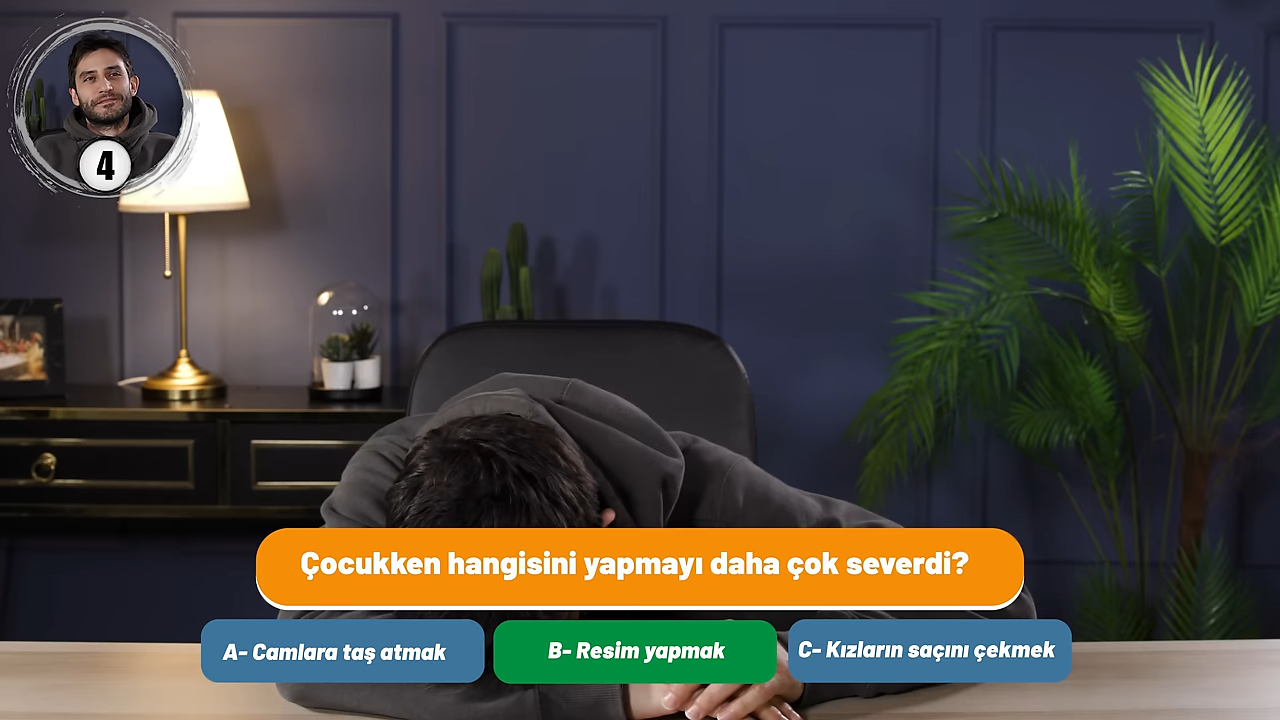 4
Çocukken hangisini yapmayı daha çok severdi?
A- Camlara taş atmak
B- Resim yapmak
C- Kızların saçını çekmek